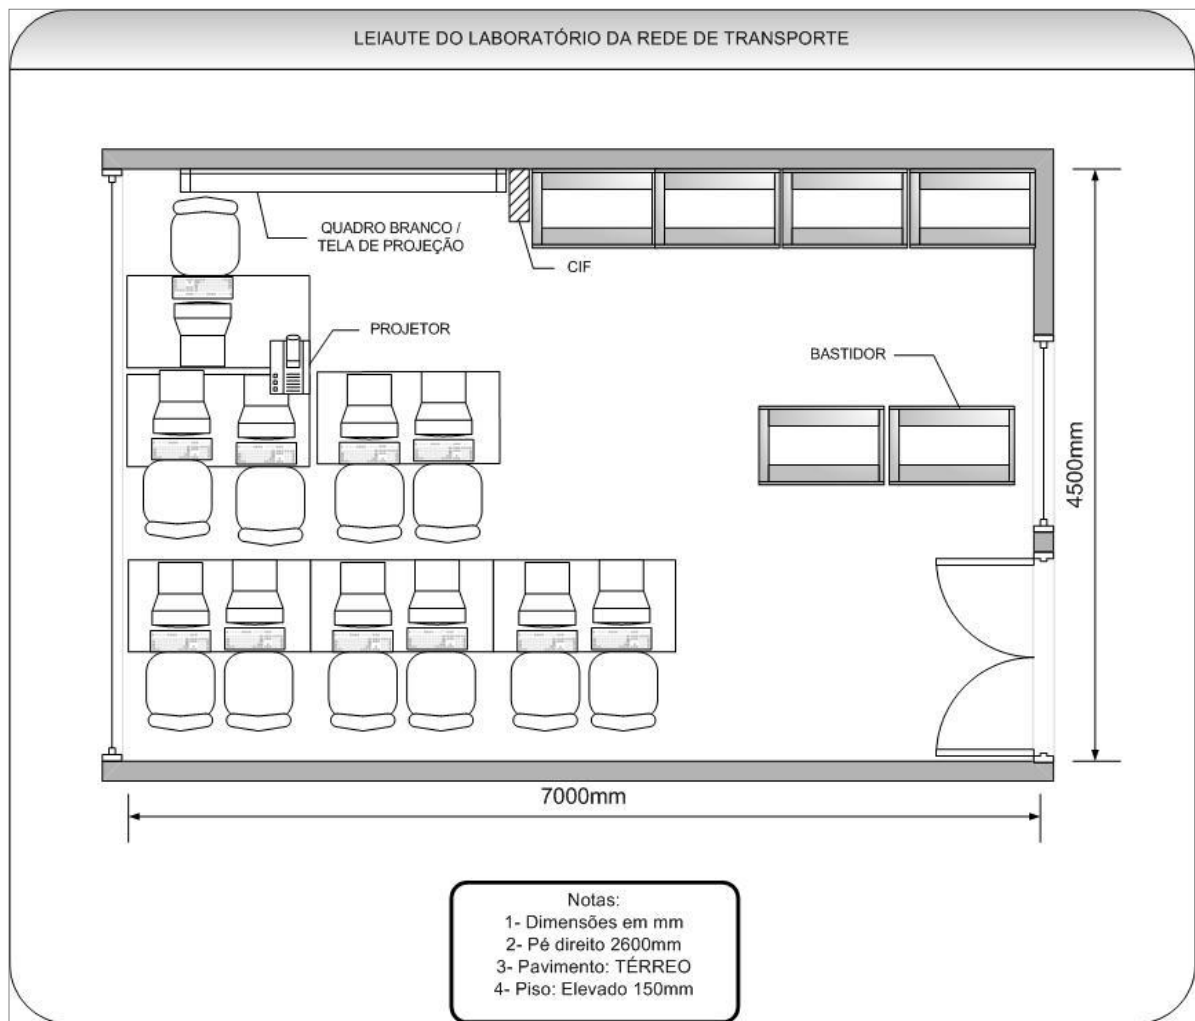 LEIAUTE DO LABORATÓRIO DA REDE DE TRANSPORTE
QUADRO BRANCO /
TELA DE PROJEÇÃO
CIF
PROJETOR
BASTIDOR
4500mm
7000mm
Notas:
1- Dimensões em mm
2- Pé direito 2600mm
3- Pavimento: TÉRREO
4- Piso: Elevado 150mm